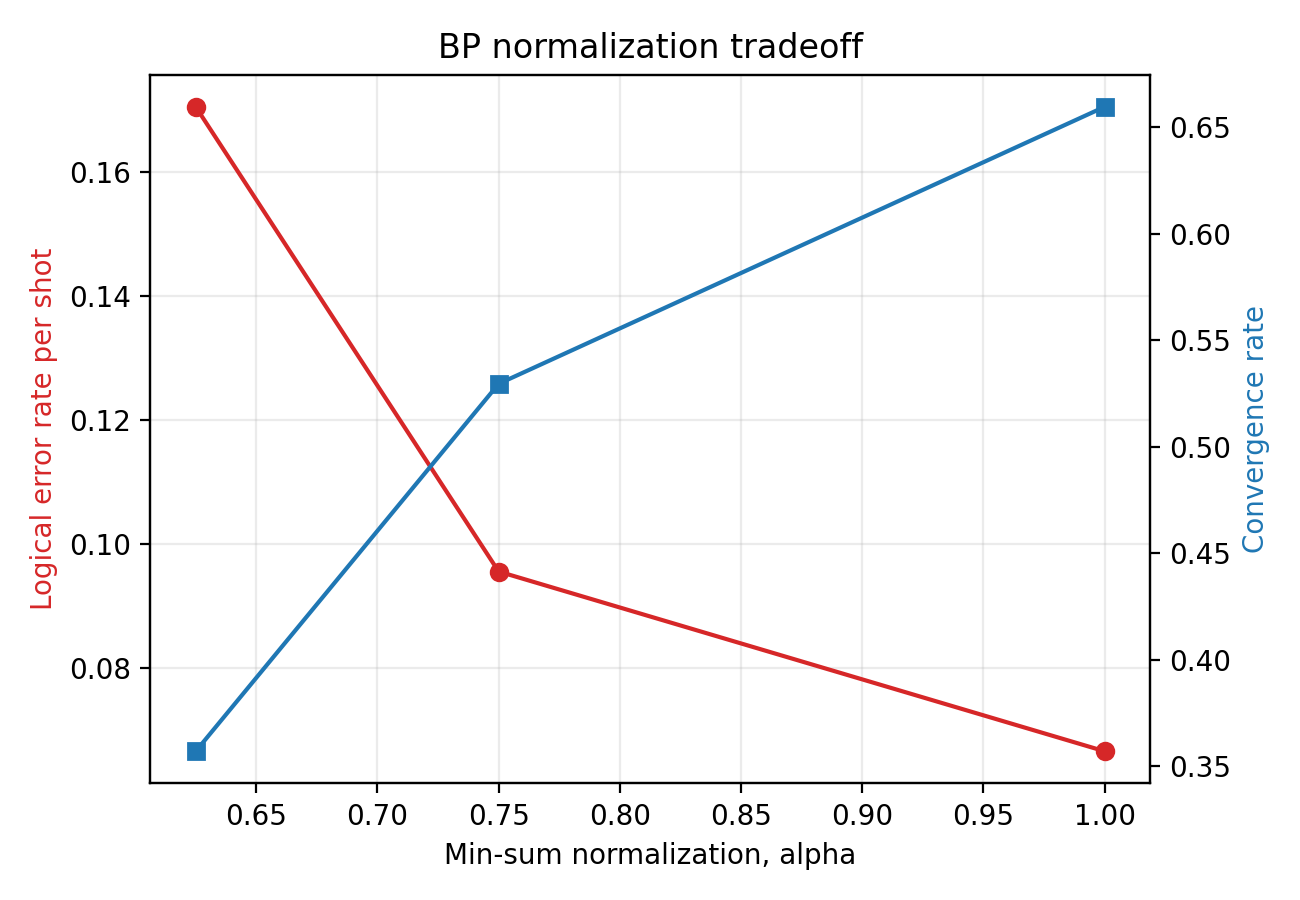 BP normalization tradeoff
Logical error rate per shot
0.16
0.14
0.12
0.10
0.08
0.65
0.60
0.55
0.50
0.45
0.40
0.35
Convergence rate
0.65 0.70 0.75 0.80 0.85 0.90 0.95 1.00
Min-sum normalization, alpha